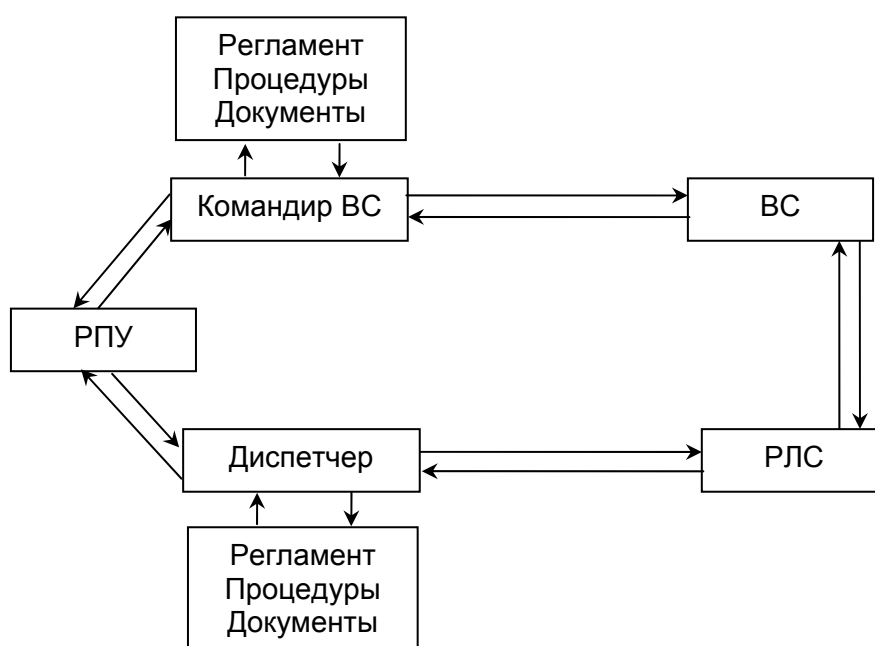 Регламент
Процедуры
Документы
Командир ВС
ВС
РПУ
Диспетчер
РЛС
Регламент
Процедуры
Документы